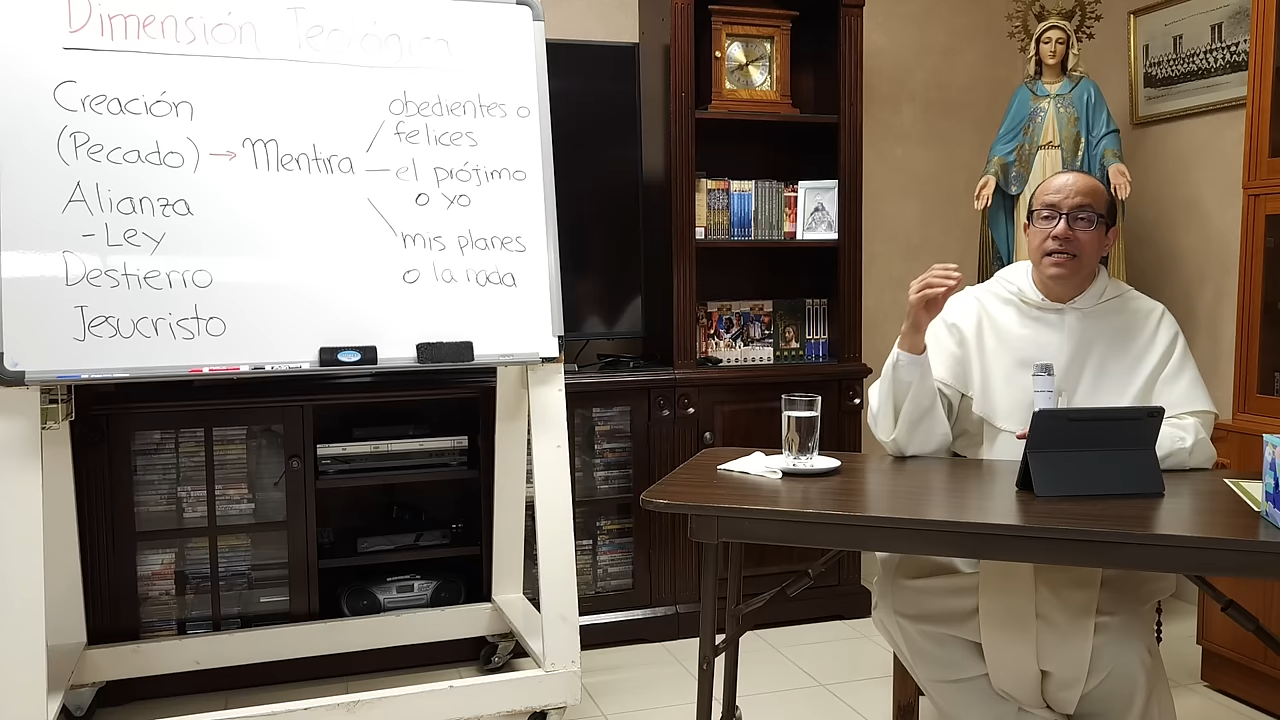 Dimensión Teológica
Creación
(Pecado) → Mentira
Alianza
-Ley
Destierro
Jesucristo
obedientes o
felices
el prójimo
o yo
mis planes
o la nada